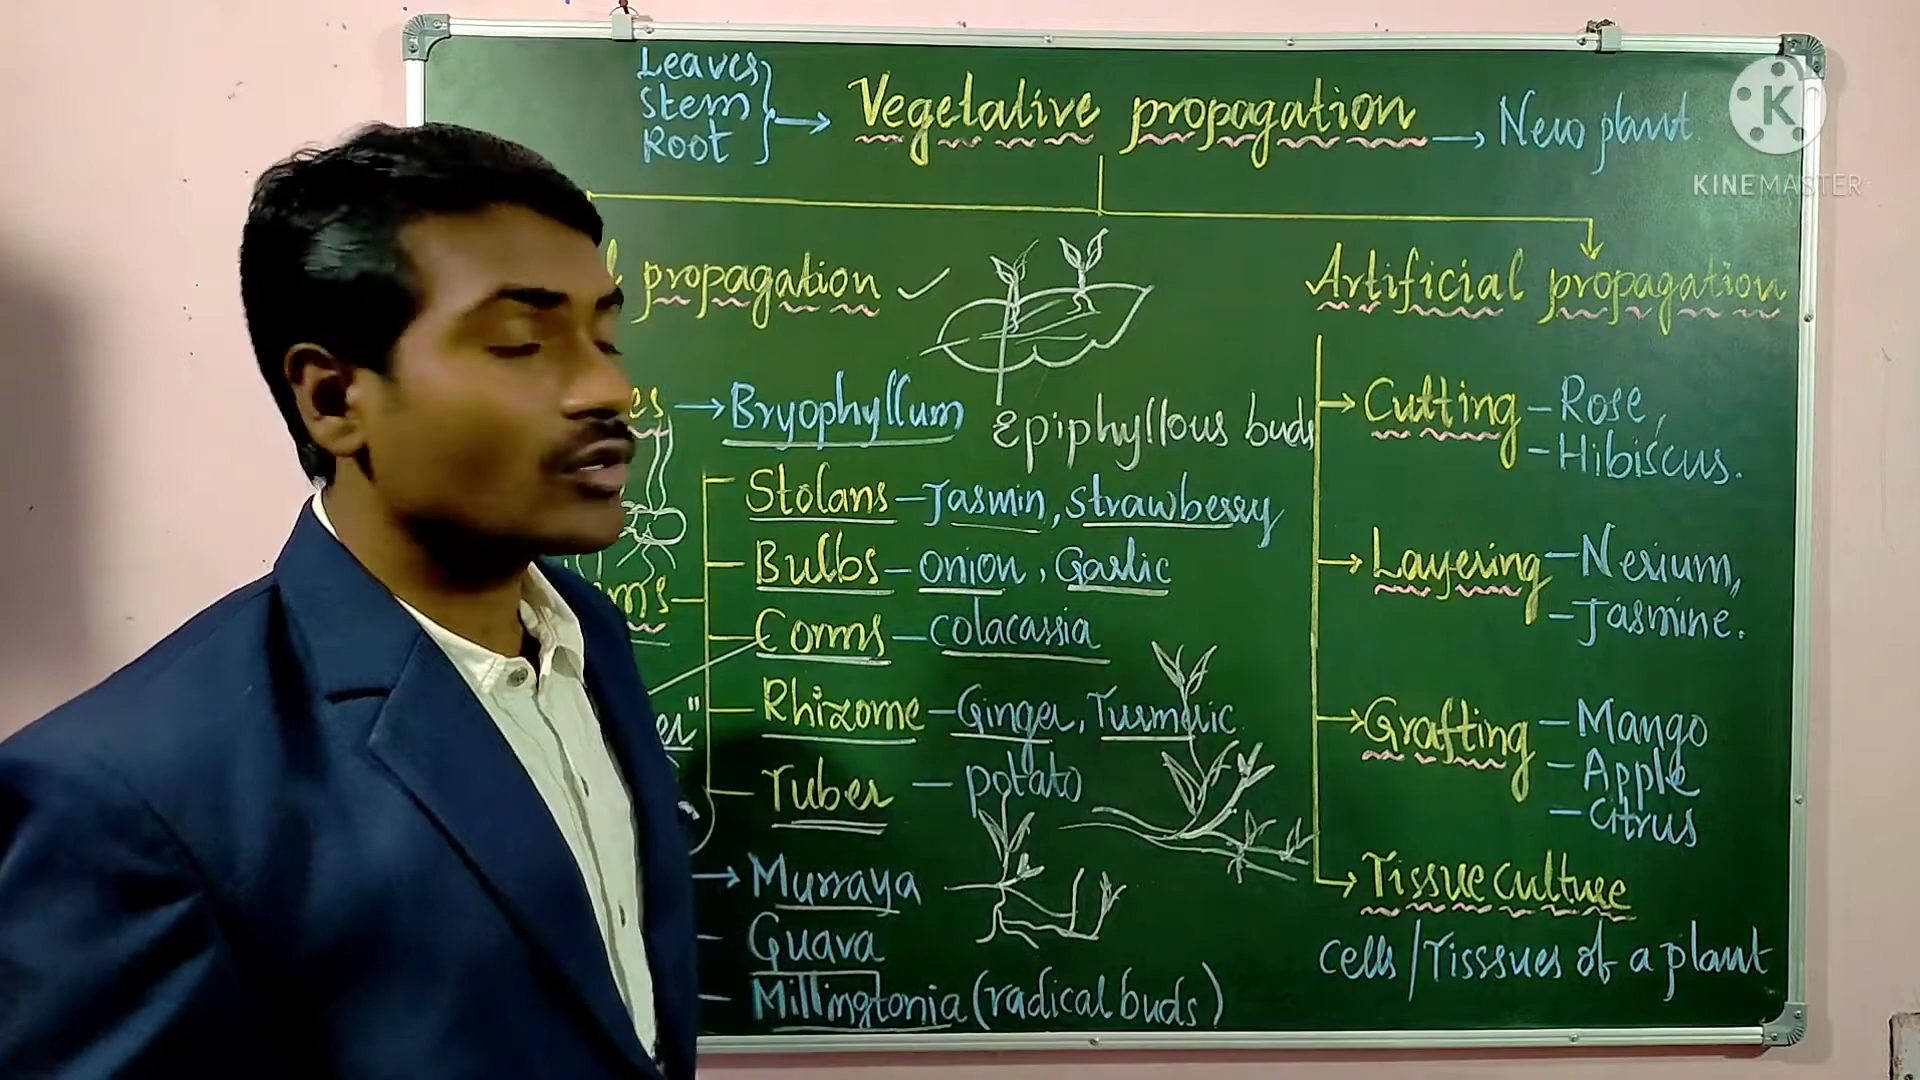 Leaves
Stem
Root
Vegetative propagation
New plant
KINEMASTER
propagation
Artificial propagation
Bryophyllum
Epiphyllous buds
Stolans - Jasmin, Strawberry
Bulbs - Onion, Garlic
Corms - Colacassia
Rhizome - Ginger, Turmeric
Tuber - potato
Murraya
- Guava
- Millingtonia (radical buds)
Cutting - Rose,
- Hibiscus.
Layering - Nerium,
- Jasmine.
Grafting - Mango
- Apple
- Citrus
Tissue culture
Cells / Tisssues of a plant